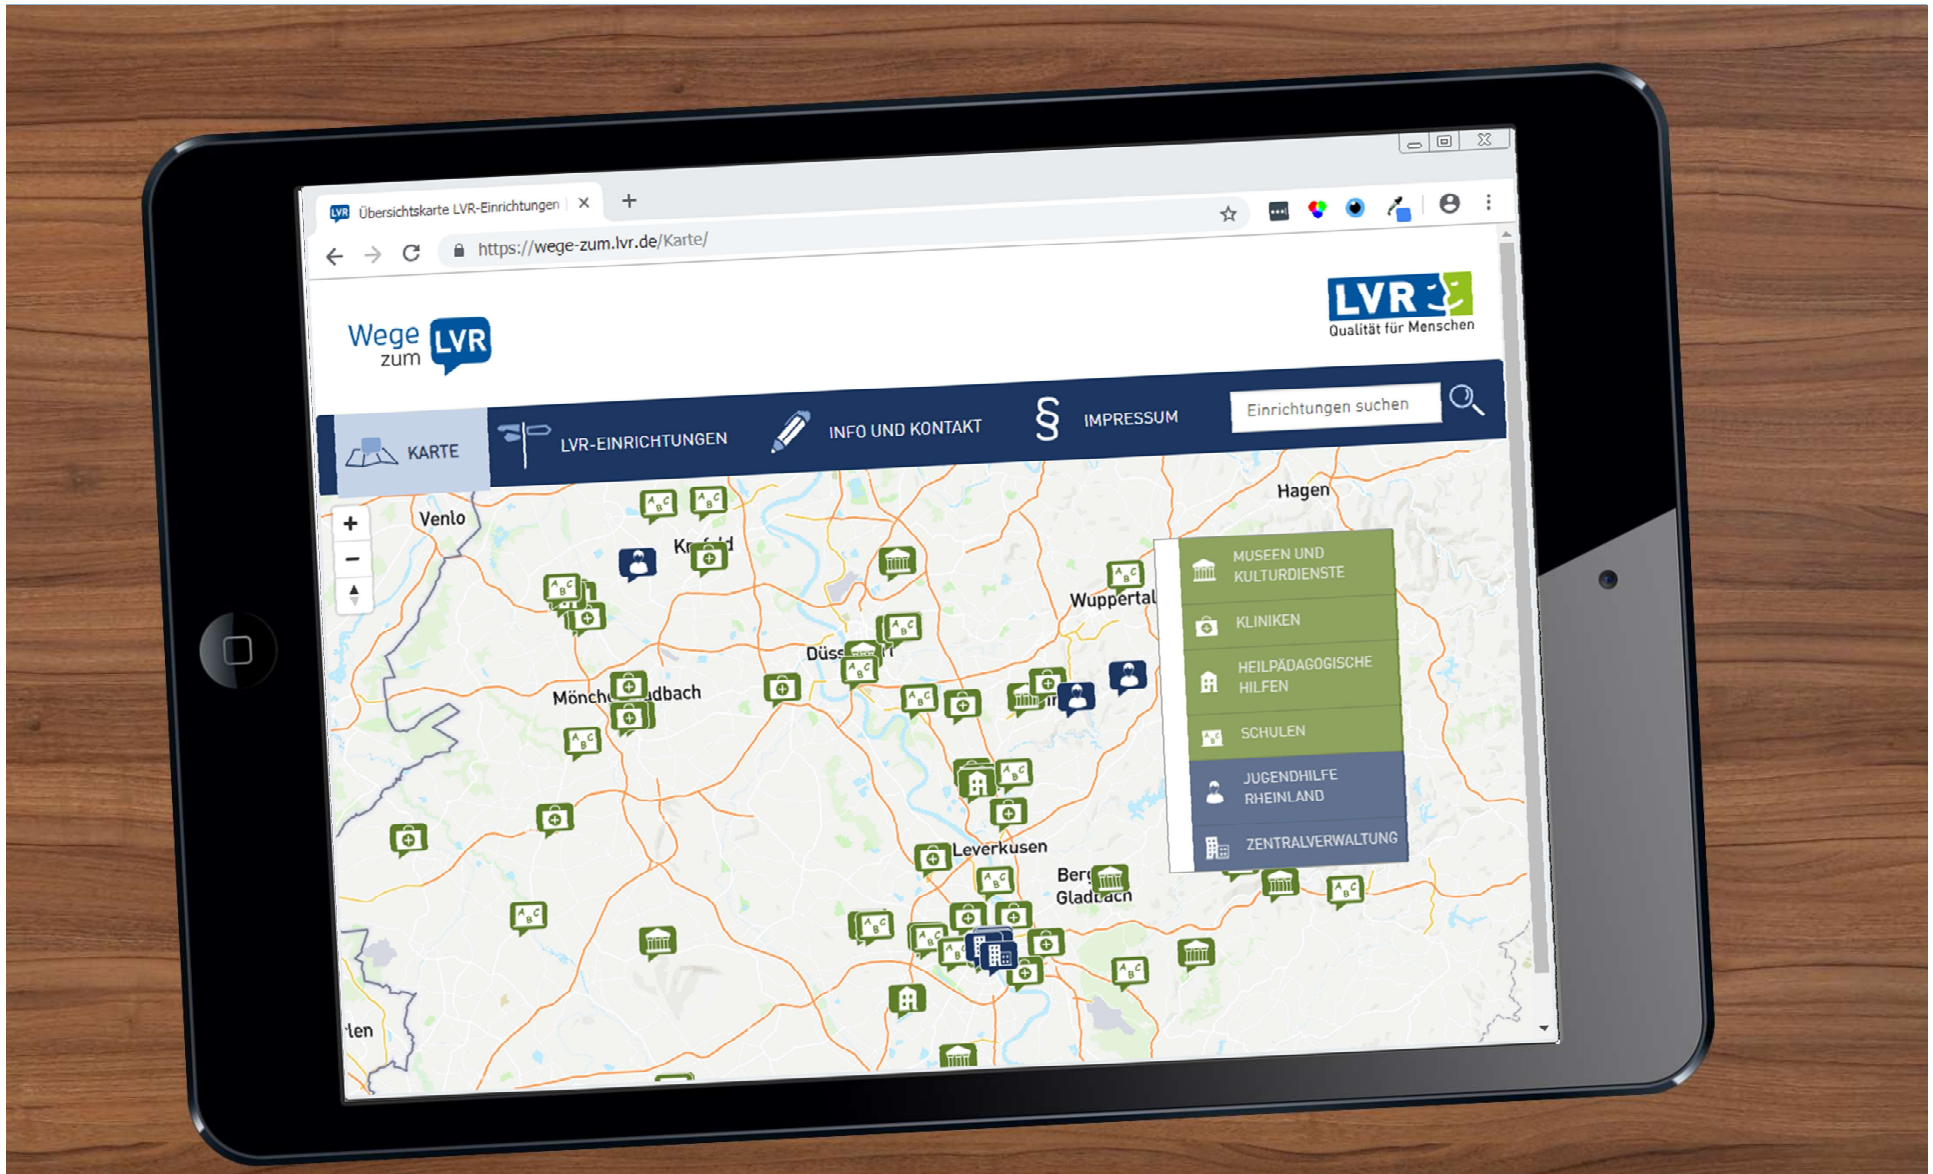 LVR Übersichtskarte LVR-Einrichtungen
https://wege-zum.lvr.de/Karte/
Wege
zum
LVR
LVR
Qualität für Menschen
KARTE
LVR-EINRICHTUNGEN
INFO UND KONTAKT
§ IMPRESSUM
Einrichtungen suchen
Venlo
Hagen
Wuppertal
Leverkusen
Gladbach
MUSEEN UND
KULTURDIENSTE
KLINIKEN
HEILPÄDAGOGISCHE
HILFEN
SCHULEN
JUGENDHILFE
RHEINLAND
ZENTRALVERWALTUNG